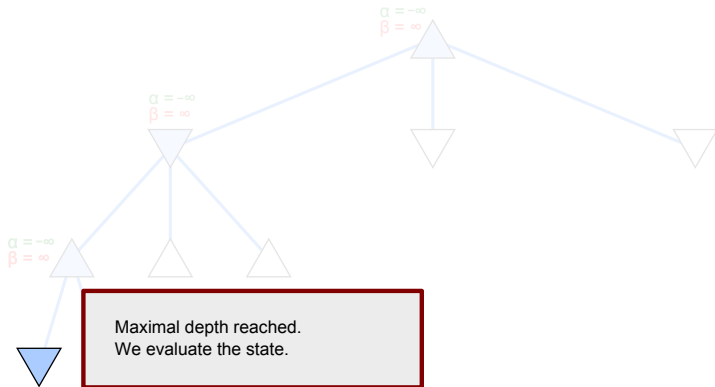 α = -∞
β = ∞
α = -∞
β = ∞
α = -∞
β = ∞
Maximal depth reached.
We evaluate the state.